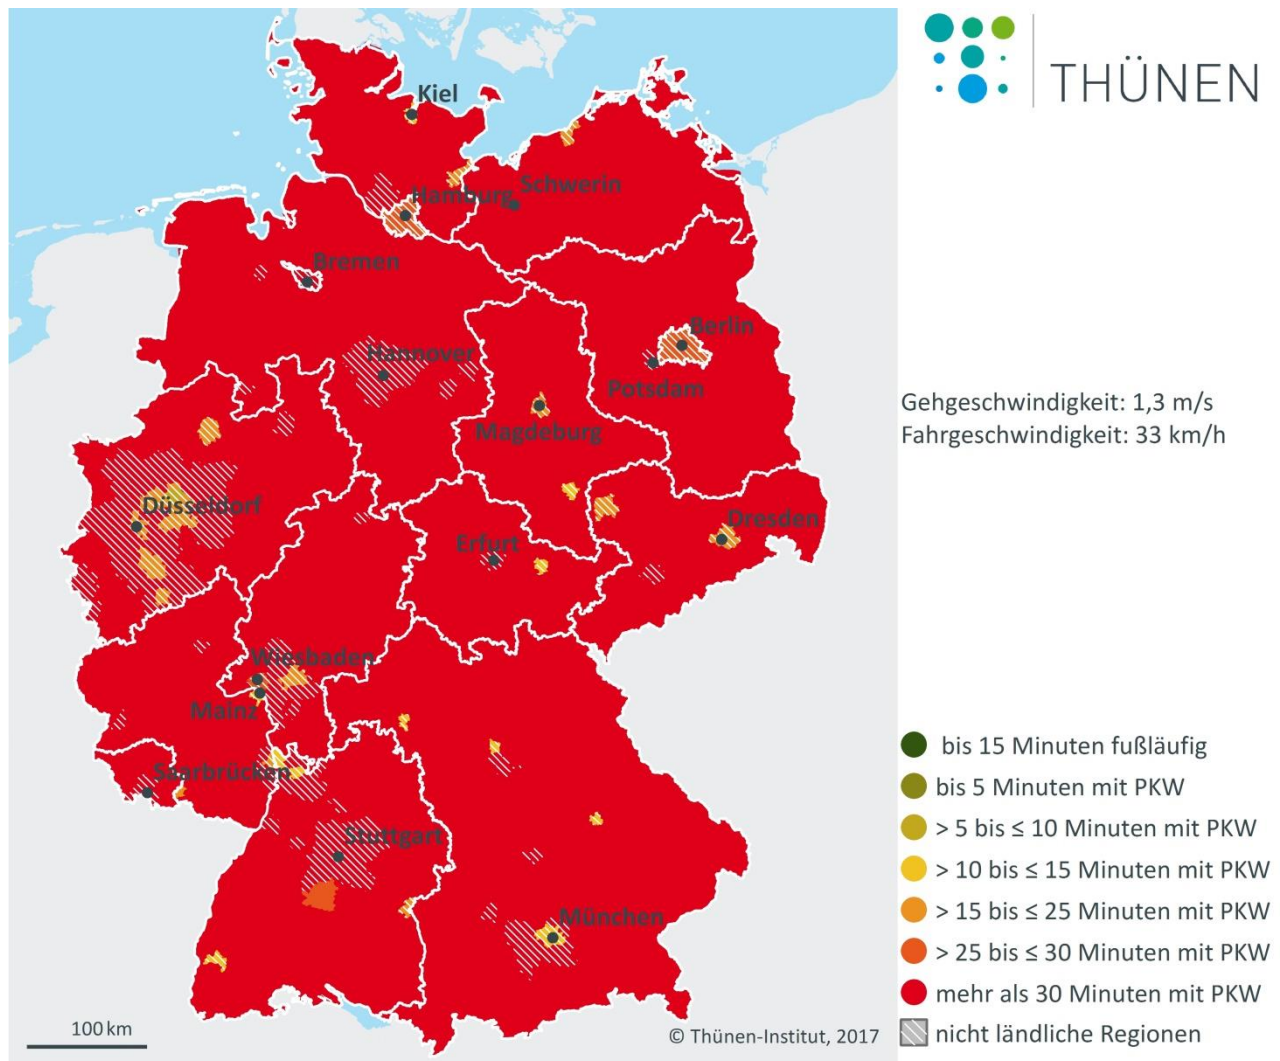 THÜNEN
Kiel
Schwerin
Hamburg
Bremen
Berlin
Hannover
Potsdam
Magdeburg
Düsseldorf
Dresden
Erfurt
Wiesbaden
Mainz
Saarbrücken
Stuttgart
München
Gehgeschwindigkeit: 1,3 m/s
Fahrgeschwindigkeit: 33 km/h
bis 15 Minuten fußläufig
bis 5 Minuten mit PKW
> 5 bis ≤ 10 Minuten mit PKW
> 10 bis ≤ 15 Minuten mit PKW
> 15 bis ≤ 25 Minuten mit PKW
> 25 bis ≤ 30 Minuten mit PKW
mehr als 30 Minuten mit PKW
nicht ländliche Regionen
100 km
© Thünen-Institut, 2017